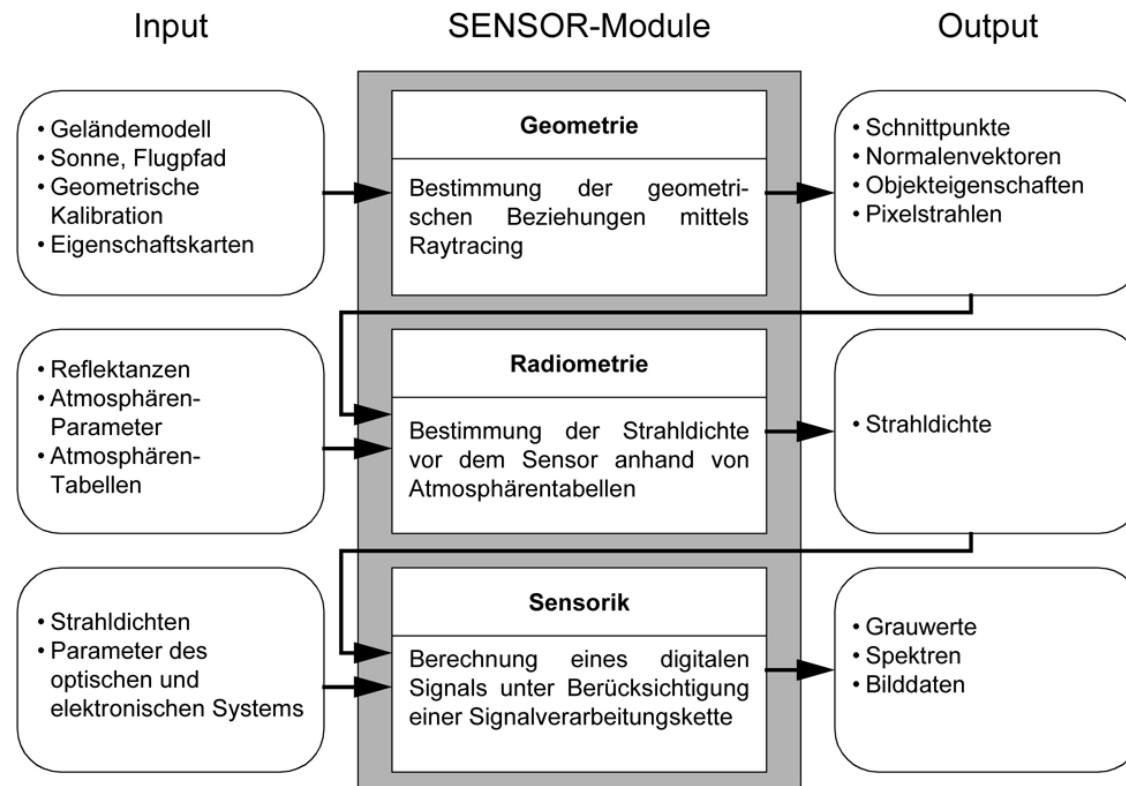 Input
SENSOR-Module
Output
• Geländemodell
• Sonne, Flugpfad
• Geometrische
Kalibration
• Eigenschaftskarten
Geometrie
Bestimmung der geometri-
schen Beziehungen mittels
Raytracing
• Schnittpunkte
• Normalenvektoren
• Objekteigenschaften
• Pixelstrahlen
• Reflektanzen
• Atmosphären-
Parameter
• Atmosphären-
Tabellen
Radiometrie
Bestimmung der Strahldichte
vor dem Sensor anhand von
Atmosphärentabellen
• Strahldichte
• Strahldichten
• Parameter des
optischen und
elektronischen Systems
Sensorik
Berechnung eines digitalen
Signals unter Berücksichtigung
einer Signalverarbeitungskette
• Grauwerte
• Spektren
• Bilddaten